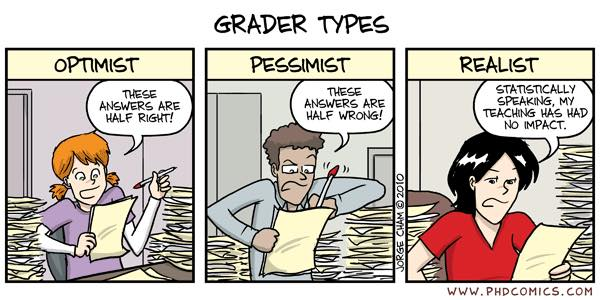 GRADER TYPES
OPTIMIST
THESE
ANSWERS ARE
HALF RIGHT!
PESSIMIST
THESE
ANSWERS ARE
HALF WRONG!
REALIST
STATISTICALLY
SPEAKING, MY
TEACHING HAS HAD
NO IMPACT.
JORGE CHAM © 2010
WWW.PHDCOMICS.COM